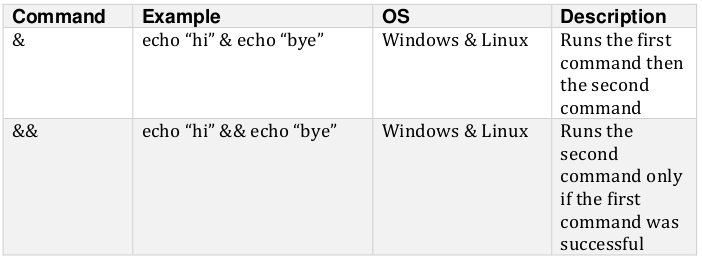 Command Example OS Description
& echo “hi” & echo “bye” Windows & Linux Runs the first
command then
the second
command
&& echo “hi” && echo “bye” Windows & Linux Runs the
second
command only
if the first
command was
successful